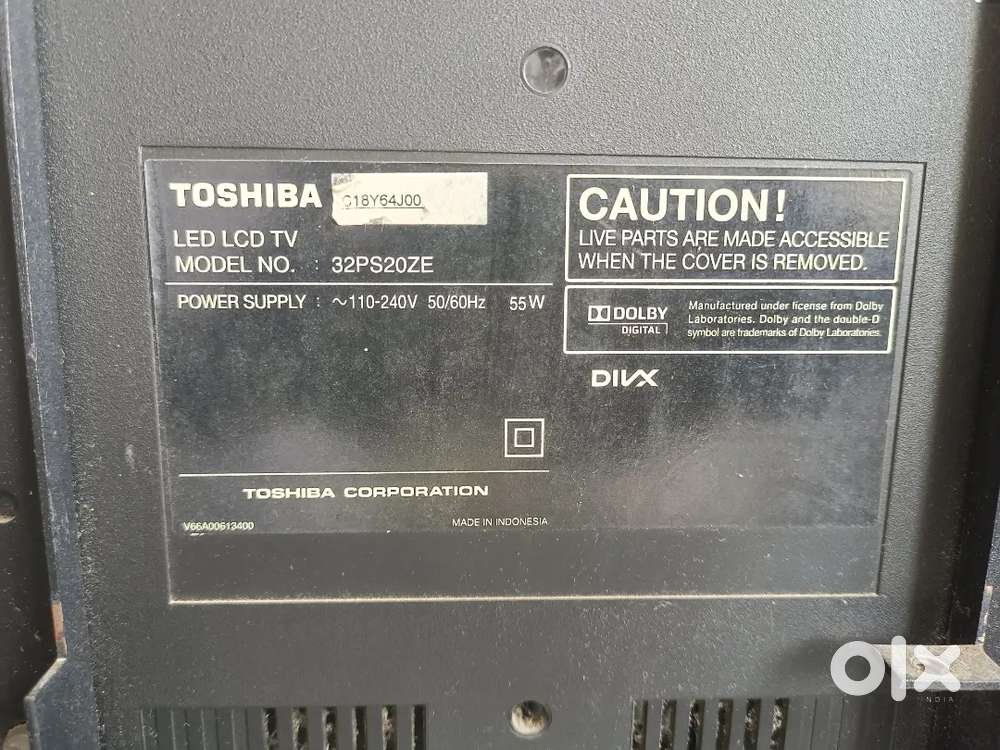 TOSHIBA
C18Y64J00
LED LCD TV
MODEL NO. : 32PS20ZE
POWER SUPPLY : ~110-240V 50/60Hz 55W
TOSHIBA CORPORATION
V66A00613400
MADE IN INDONESIA
CAUTION!
LIVE PARTS ARE MADE ACCESSIBLE
WHEN THE COVER IS REMOVED.
DOLBY
DIGITAL
Manufactured under license from Dolby
Laboratories. Dolby and the double-D
symbol are trademarks of Dolby Laboratories.
DIVX
olx
INDIA